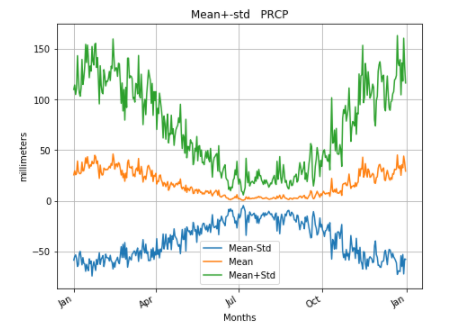 Mean+-std PRCP
millimeters
150
100
50
0
−50
Jan
Apr
Jul
Oct
Jan
Months
Mean-Std
Mean
Mean+Std